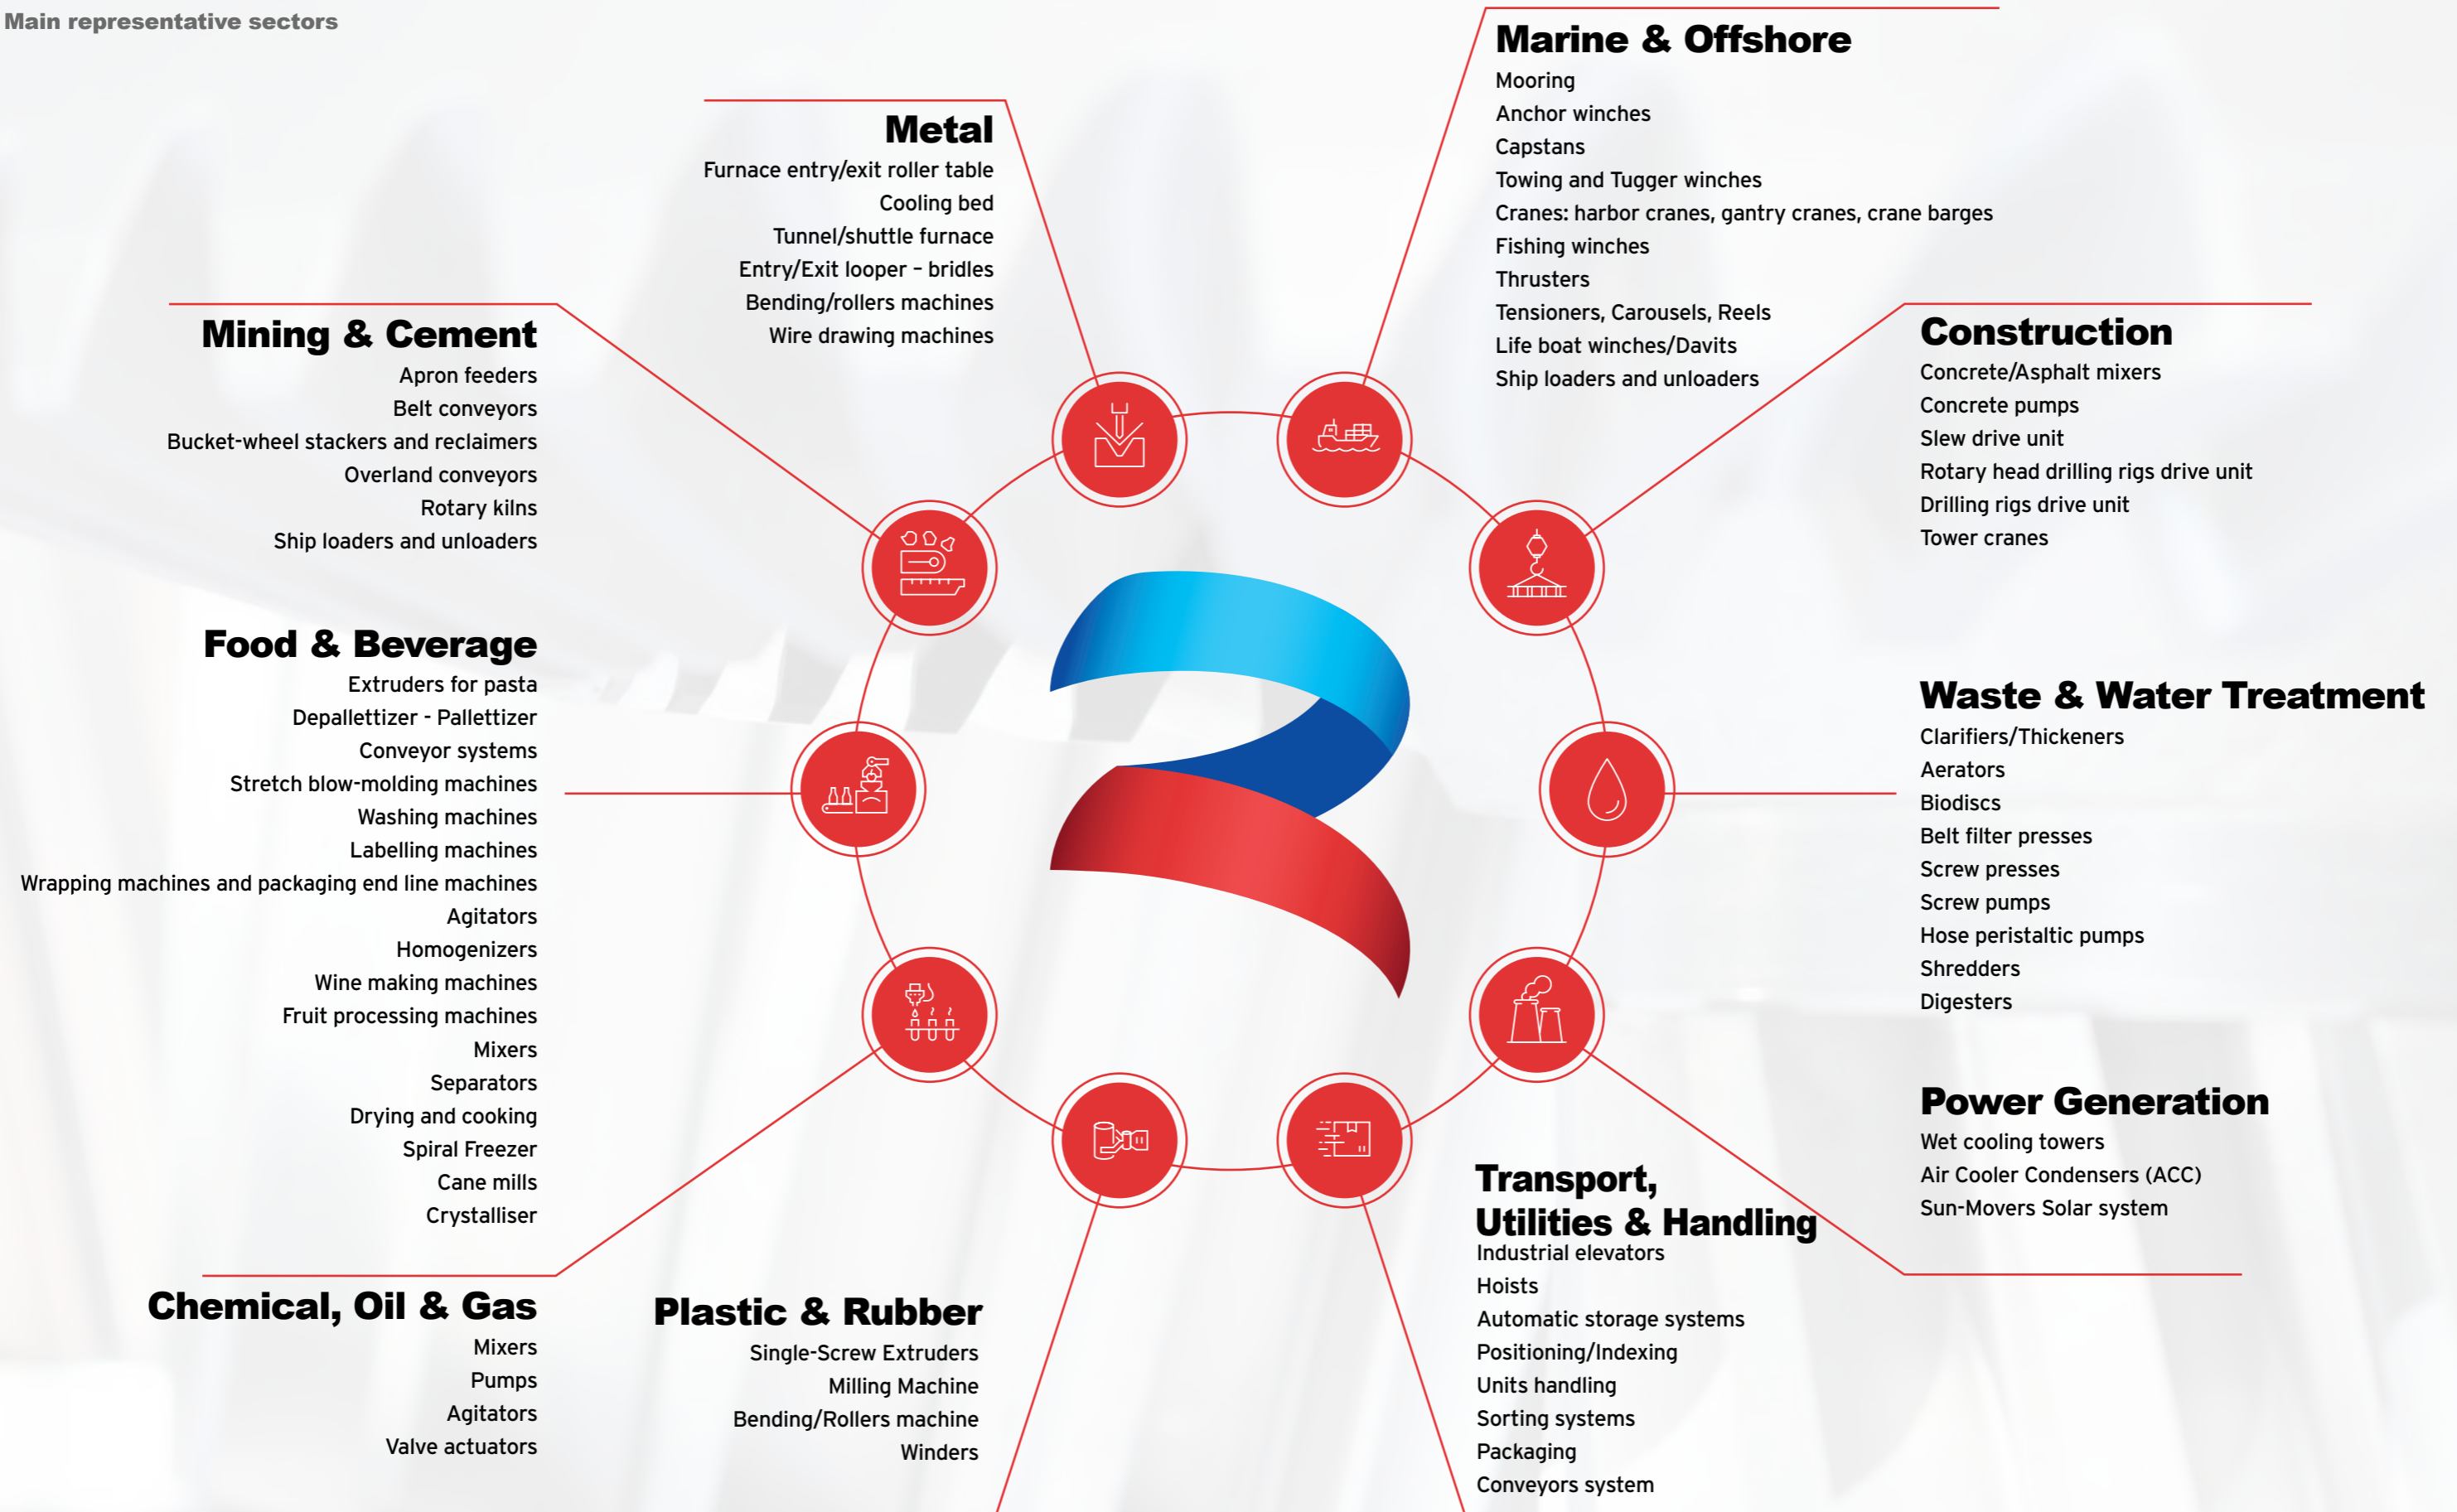 Main representative sectors
Marine & Offshore
Mooring
Anchor winches
Capstans
Towing and Tugger winches
Cranes: harbor cranes, gantry cranes, crane barges
Fishing winches
Thrusters
Tensioners, Carousels, Reels
Life boat winches/Davits
Ship loaders and unloaders
Metal
Furnace entry/exit roller table
Cooling bed
Tunnel/shuttle furnace
Entry/Exit looper – bridles
Bending/rollers machines
Wire drawing machines
Mining & Cement
Apron feeders
Belt conveyors
Bucket-wheel stackers and reclaimers
Overland conveyors
Rotary kilns
Ship loaders and unloaders
Construction
Concrete/Asphalt mixers
Concrete pumps
Slew drive unit
Rotary head drilling rigs drive unit
Drilling rigs drive unit
Tower cranes
Food & Beverage
Extruders for pasta
Depallettizer - Pallettizer
Conveyor systems
Stretch blow-molding machines
Washing machines
Labelling machines
Wrapping machines and packaging end line machines
Agitators
Homogenizers
Wine making machines
Fruit processing machines
Mixers
Separators
Drying and cooking
Spiral Freezer
Cane mills
Crystalliser
Waste & Water Treatment
Clarifiers/Thickeners
Aerators
Biodiscs
Belt filter presses
Screw presses
Screw pumps
Hose peristaltic pumps
Shredders
Digesters
Power Generation
Wet cooling towers
Air Cooler Condensers (ACC)
Sun-Movers Solar system
Chemical, Oil & Gas
Mixers
Pumps
Agitators
Valve actuators
Plastic & Rubber
Single-Screw Extruders
Milling Machine
Bending/Rollers machine
Winders
Transport,
Utilities & Handling
Industrial elevators
Hoists
Automatic storage systems
Positioning/Indexing
Units handling
Sorting systems
Packaging
Conveyors system